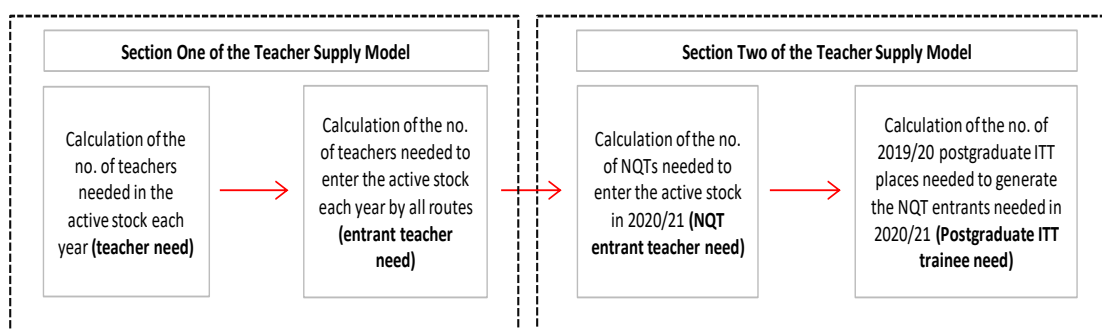 Section One of the Teacher Supply Model
Calculation of the
no. of teachers
needed in the
active stock each
year (teacher need)
Calculation of the no.
of teachers needed to
enter the active stock
each year by all routes
(entrant teacher
need)
Section Two of the Teacher Supply Model
Calculation of the no.
of NQTs needed to
enter the active stock
in 2020/21 (NQT
entrant teacher need)
Calculation of the no. of
2019/20 postgraduate ITT
places needed to generate
the NQT entrants needed in
2020/21 (Postgraduate ITT
trainee need)